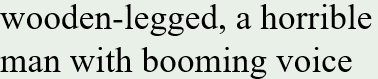 wooden-legged, a horrible
man with booming voice